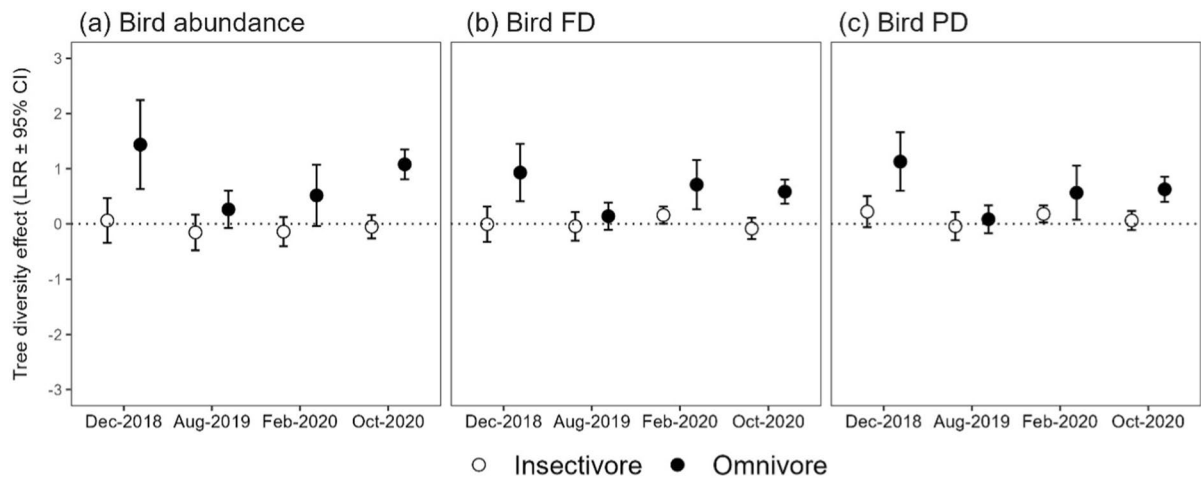 (a) Bird abundance
(b) Bird FD
(c) Bird PD
Tree diversity effect (LRR ± 95% CI)
3
2
1
0
-1
-2
-3
Dec-2018 Aug-2019 Feb-2020 Oct-2020
Dec-2018 Aug-2019 Feb-2020 Oct-2020
Dec-2018 Aug-2019 Feb-2020 Oct-2020
Insectivore Omnivore